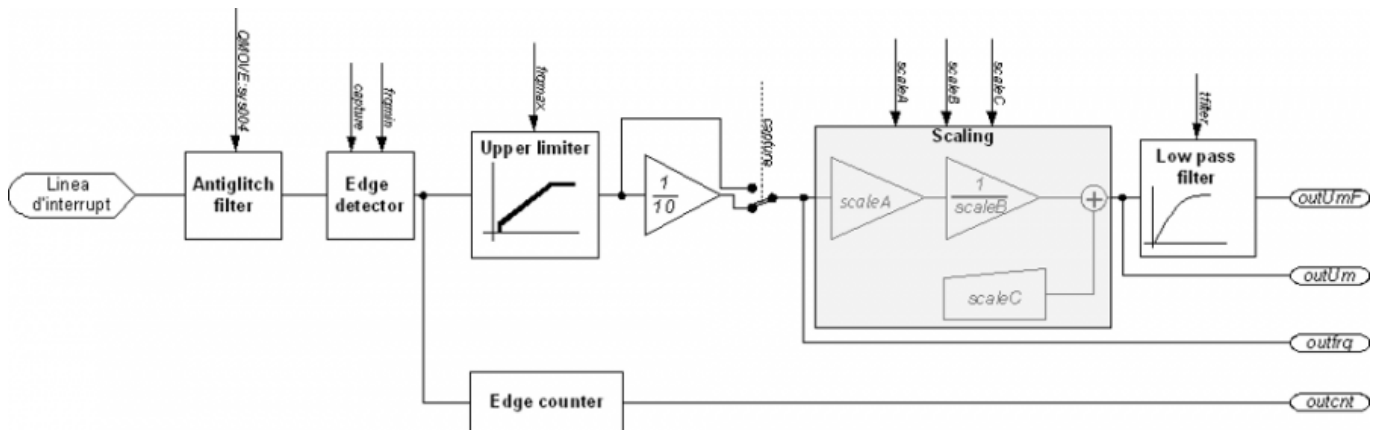 QMOVE:sys004
capture
frqmin
frqmax
capture
scaleA
scaleB
scaleC
tfilter
Linea
d'interrupt
Antiglitch
filter
Edge
detector
Upper limiter
1
10
Scaling
scaleA
1
scaleB
scaleC
Low pass
filter
outUmF
outUm
outfrq
Edge counter
outcnt